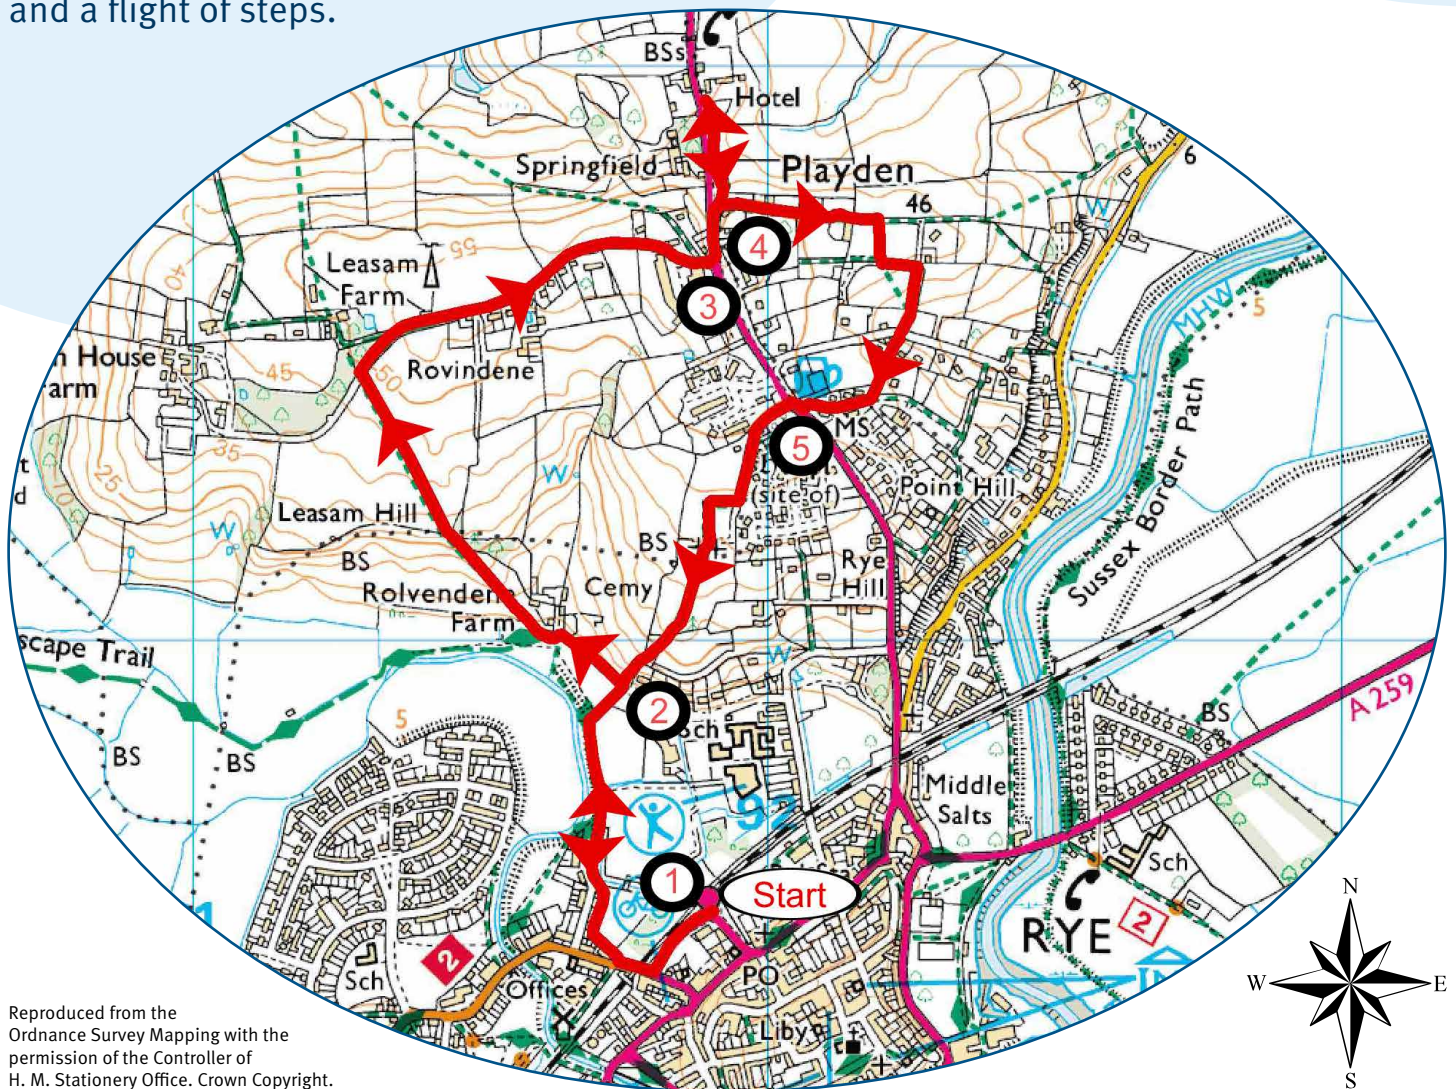 and a flight of steps.
BSs
Hotel
Springfield
Playden
46
6
W
4
55
40
Leasam
Farm
3
MHW
5
n House
arm
45
50
Rovindene
35
25
10
MS
5
(site of)
Point Hill
Sussex Border Path
t
d
W
W
Leasam Hill
BS
BS
Cemy
Rye
Hill
Rolvendene
Farm
scape Trail
W
2
Sch
5
BS
BS
BS
A 259
Middle
Salts
92
1
Start
Sch
RYE
2
2
Sch
Offices
PO
Liby
1
N
W
E
S
Reproduced from the
Ordnance Survey Mapping with the
permission of the Controller of
H. M. Stationery Office. Crown Copyright.